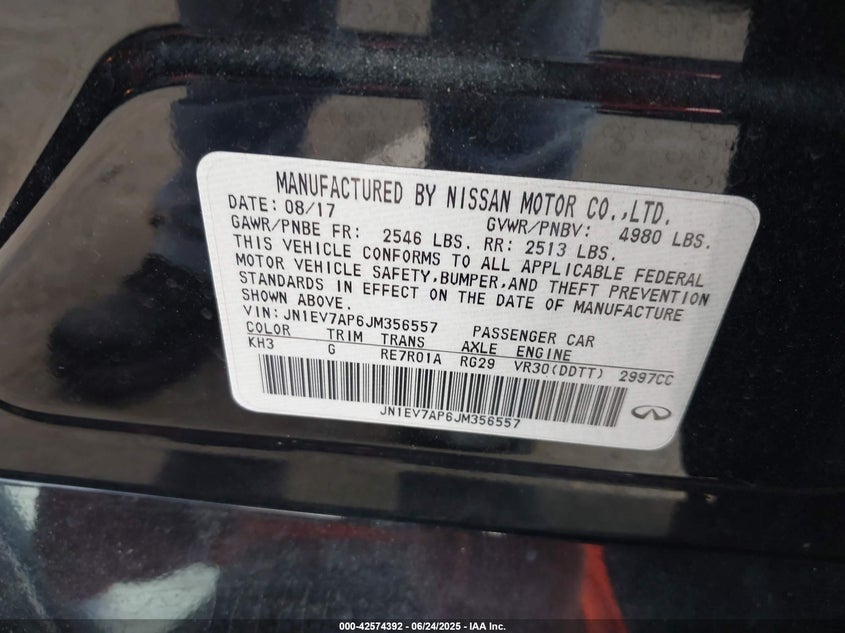 MANUFACTURED BY NISSAN MOTOR CO.,LTD.
DATE: 08/17 GVWR/PNBV: 4980 LBS.
GAWR/PNBE FR: 2546 LBS. RR: 2513 LBS.
THIS VEHICLE CONFORMS TO ALL APPLICABLE FEDERAL
MOTOR VEHICLE SAFETY,BUMPER,AND THEFT PREVENTION
STANDARDS IN EFFECT ON THE DATE OF MANUFACTURE
SHOWN ABOVE.
VIN: JN1EV7AP6JM356557 PASSENGER CAR
COLOR TRIM TRANS AXLE ENGINE
KH3 G RE7R01A RG29 VR30(DDTT) 2997CC
JN1EV7AP6JM356557
000-42574392 - 06/24/2025 - IAA Inc.